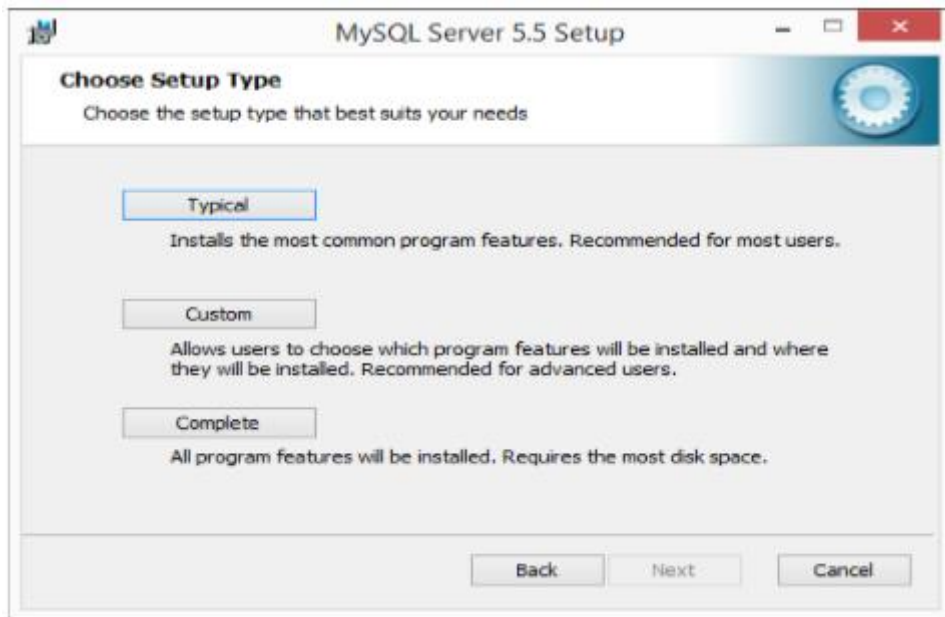 MySQL Server 5.5 Setup
Choose Setup Type
Choose the setup type that best suits your needs
Typical
Installs the most common program features. Recommended for most users.
Custom
Allows users to choose which program features will be installed and where
they will be installed. Recommended for advanced users.
Complete
All program features will be installed. Requires the most disk space.
Back
Next
Cancel